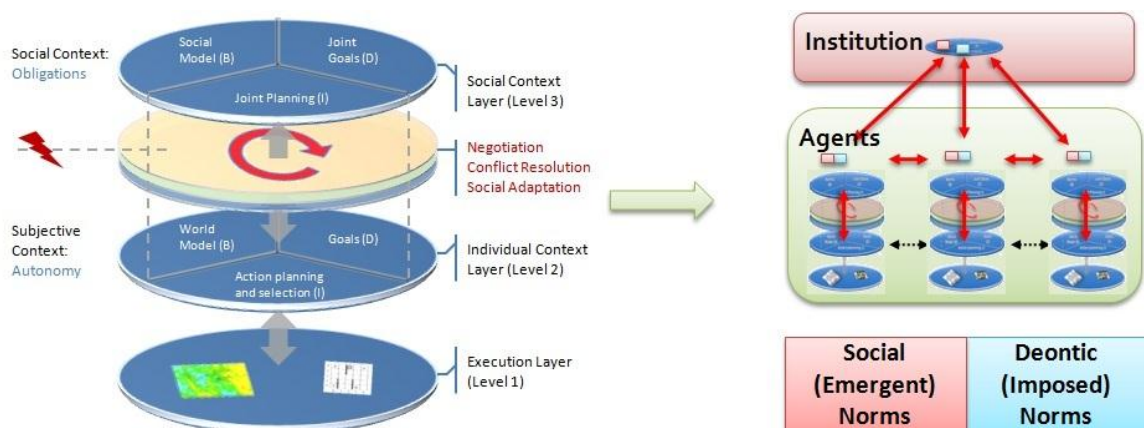 Social Context:
Obligations
Social
Model (B)
Joint
Goals (D)
Joint Planning (I)
Social Context
Layer (Level 3)
Negotiation
Conflict Resolution
Social Adaptation
Subjective
Context:
Autonomy
World
Model (B)
Goals (D)
Action planning
and selection (I)
Individual Context
Layer (Level 2)
Execution Layer
(Level 1)
Institution
Agents
Social
(Emergent)
Norms
Deontic
(Imposed)
Norms